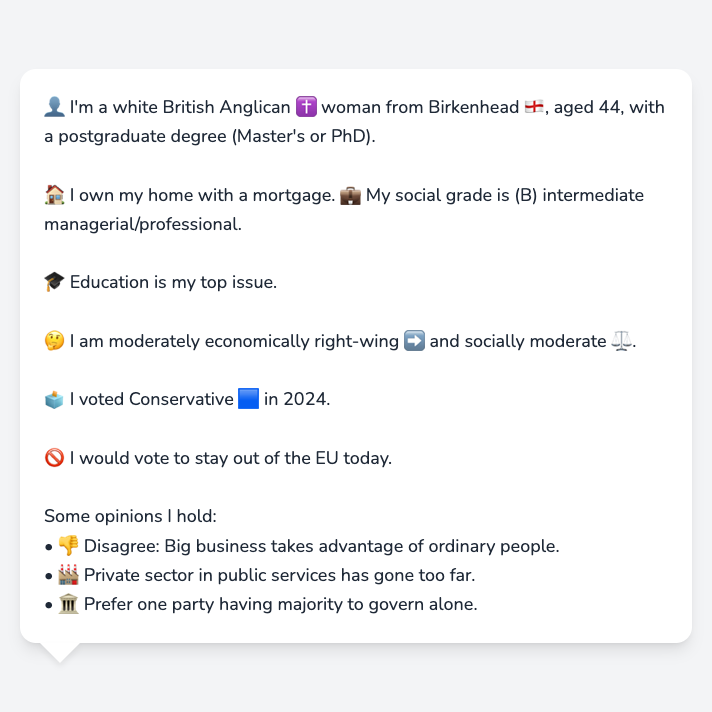 👤 I'm a white British Anglican ✝️ woman from Birkenhead 🏴󠁧󠁢󠁥󠁮󠁧󠁿, aged 44, with
a postgraduate degree (Master's or PhD).
🏠 I own my home with a mortgage. 💼 My social grade is (B) intermediate
managerial/professional.
🎓 Education is my top issue.
🤔 I am moderately economically right-wing ➡️ and socially moderate ⚖️.
🗳️ I voted Conservative 🟦 in 2024.
🚫 I would vote to stay out of the EU today.
Some opinions I hold:
• 👎 Disagree: Big business takes advantage of ordinary people.
• 🏭 Private sector in public services has gone too far.
• 🏛️ Prefer one party having majority to govern alone.